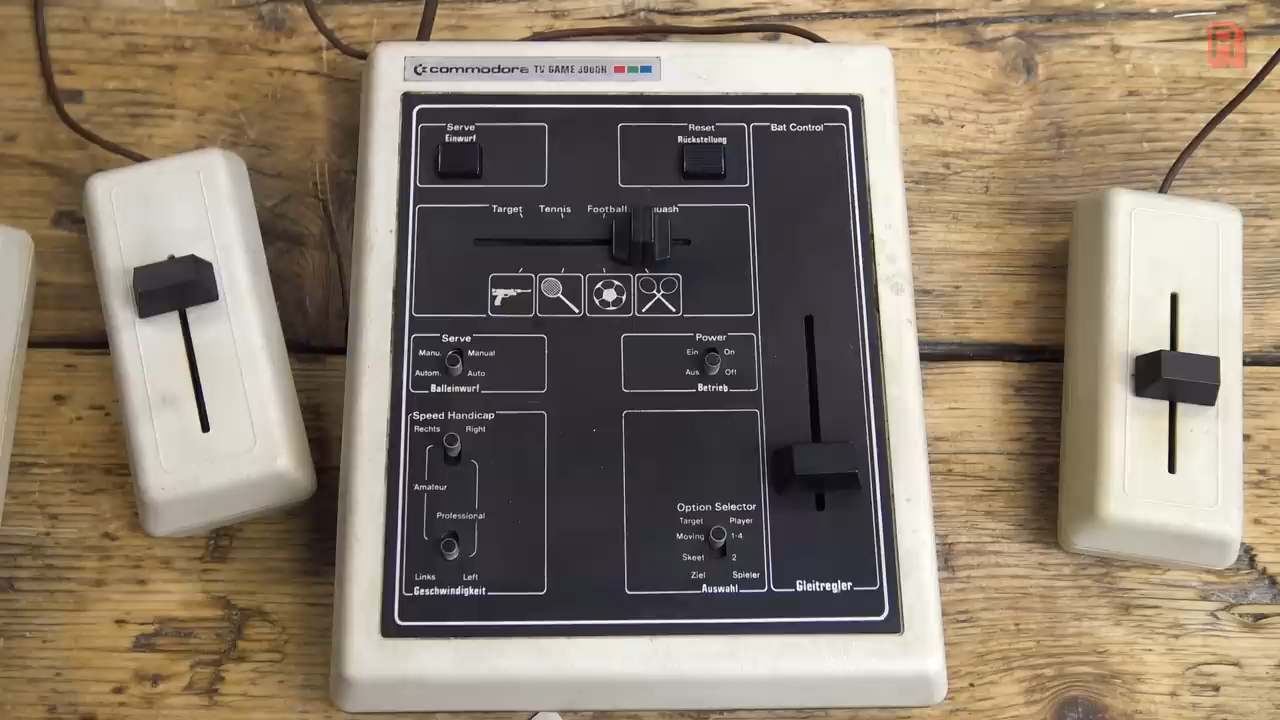 commodore TV GAME 3000H
Serve
Einwurf
Reset
Rückstellung
Bat Control
Target Tennis Football
Serve
Manu. Manual
Autom. Auto
Balleinwurf
Power
Ein On
Aus Off
Betrieb
Speed Handicap
Rechts Right
Amateur
Professional
Links Left
Geschwindigkeit
Option Selector
Target Player
Moving 1-4
Skeet 2
Ziel Spieler
Auswahl
Gleitregler